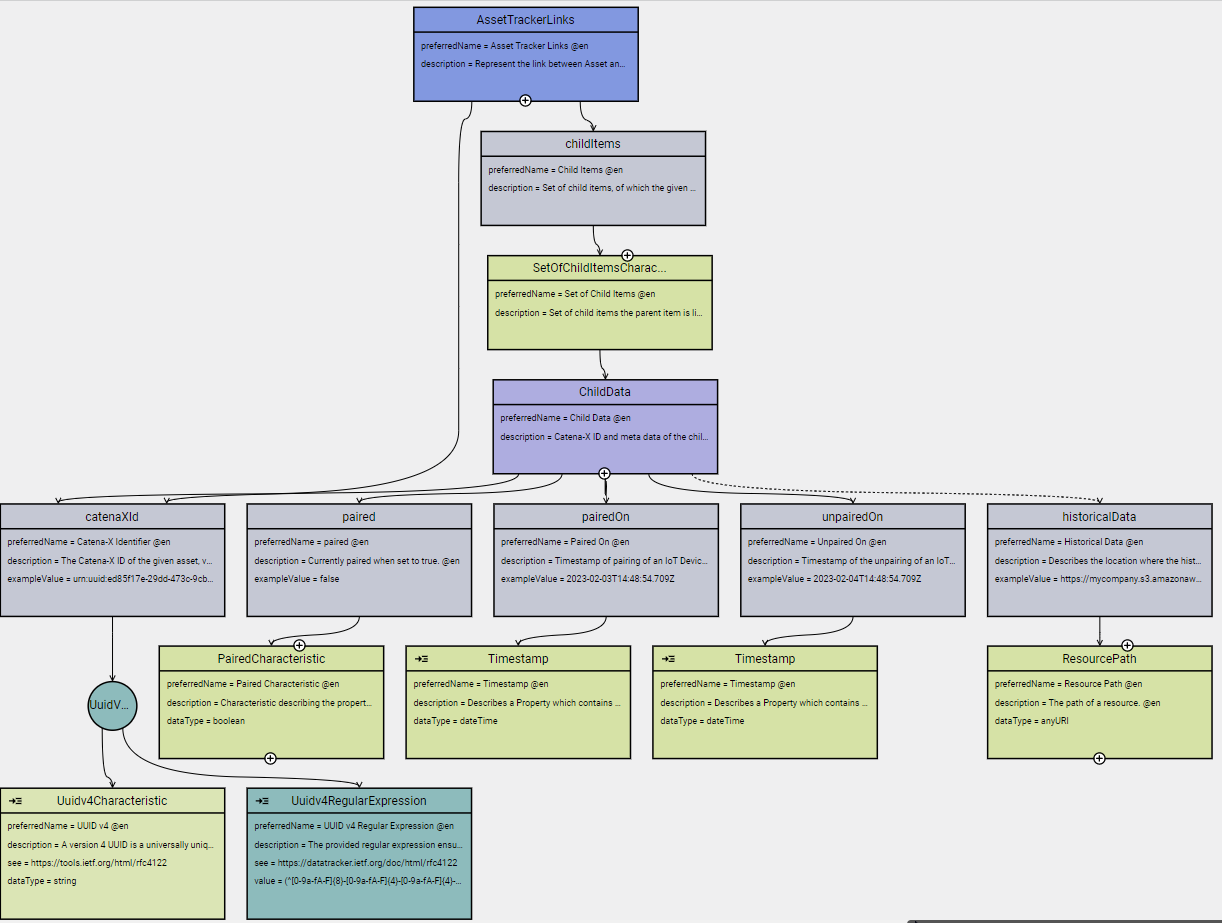 AssetTrackerLinks
preferredName = Asset Tracker Links @en
description = Represent the link between Asset an...
childItems
preferredName = Child Items @en
description = Set of child items, of which the given ...
SetOfChildItemsCharac...
preferredName = Set of Child Items @en
description = Set of child items the parent item is li...
ChildData
preferredName = Child Data @en
description = Catena-X ID and meta data of the chil...
catenaXId
preferredName = Catena-X Identifier @en
description = The Catena-X ID of the given asset, v...
exampleValue = urn:uuid:ed85f17e-29dd-473c-9cb...
paired
preferredName = paired @en
description = Currently paired when set to true. @en
exampleValue = false
pairedOn
preferredName = Paired On @en
description = Timestamp of pairing of an IoT Devic...
exampleValue = 2023-02-03T14:48:54.709Z
unpairedOn
preferredName = Unpaired On @en
description = Timestamp of the unpairing of an IoT...
exampleValue = 2023-02-04T14:48:54.709Z
historicalData
preferredName = Historical Data @en
description = Describes the location where the hist...
exampleValue = https://mycompany.s3.amazonaw...
PairedCharacteristic
preferredName = Paired Characteristic @en
description = Characteristic describing the propert...
dataType = boolean
Timestamp
preferredName = Timestamp @en
description = Describes a Property which contains ...
dataType = dateTime
Timestamp
preferredName = Timestamp @en
description = Describes a Property which contains ...
dataType = dateTime
ResourcePath
preferredName = Resource Path @en
description = The path of a resource. @en
dataType = anyURI
UuidV...
Uuidv4Characteristic
preferredName = UUID v4 @en
description = A version 4 UUID is a universally uniq...
see = https://tools.ietf.org/html/rfc4122
dataType = string
Uuidv4RegularExpression
preferredName = UUID v4 Regular Expression @en
description = The provided regular expression ensu...
see = https://datatracker.ietf.org/doc/html/rfc4122
value = (^[0-9a-fA-F]{8}-[0-9a-fA-F]{4}-[0-9a-fA-F]{4}-...